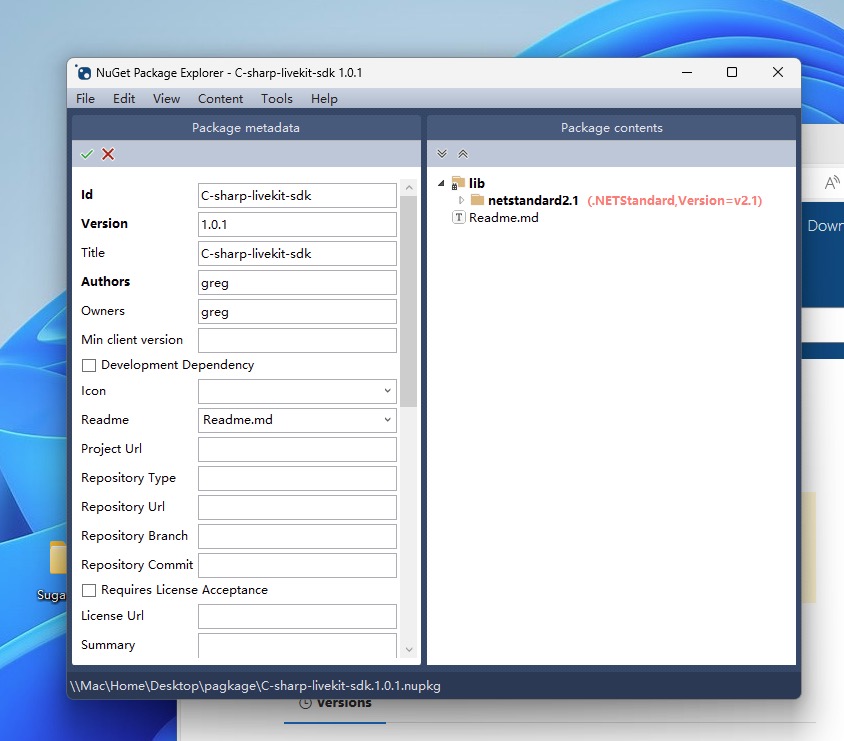 NuGet Package Explorer - C-sharp-livekit-sdk 1.0.1
File Edit View Content Tools Help
Package metadata
Id C-sharp-livekit-sdk
Version 1.0.1
Title C-sharp-livekit-sdk
Authors greg
Owners greg
Min client version
Development Dependency
Icon
Readme Readme.md
Project Url
Repository Type
Repository Url
Repository Branch
Repository Commit
Requires License Acceptance
License Url
Summary
Package contents
lib
netstandard2.1 (.NETStandard,Version=v2.1)
Readme.md
\\Mac\Home\Desktop\pagkage\C-sharp-livekit-sdk.1.0.1.nupkg
Down
Suga
Versions